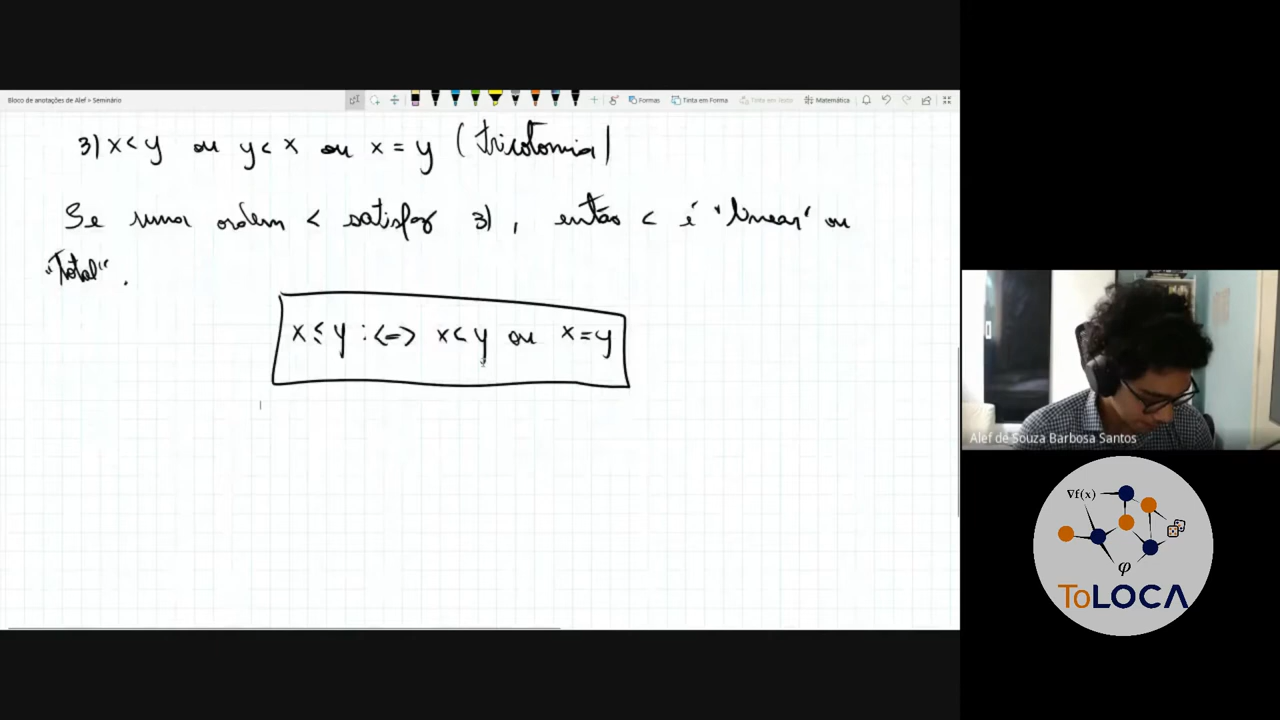 Bloco de anotações de Alef > Seminário
Formas
Tinta em Forma
Tinta em Texto
Matemática
3) x < y ou y < x ou x = y (tricotomia)
Se uma ordem < satisfaz 3), então < é "linear" ou
"Total".
x ≤ y :<=> x < y ou x = y
Alef de Souza Barbosa Santos
∇f(x)
φ
ToLOCA